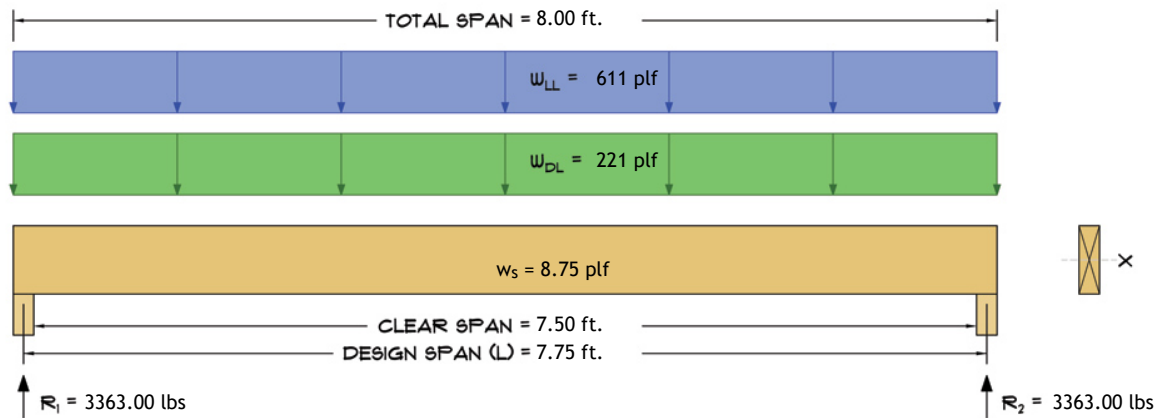 TOTAL SPAN = 8.00 ft.
WLL = 611 plf
WDL = 221 plf
ws = 8.75 plf
X
CLEAR SPAN = 7.50 ft.
DESIGN SPAN (L) = 7.75 ft.
R1 = 3363.00 lbs
R2 = 3363.00 lbs